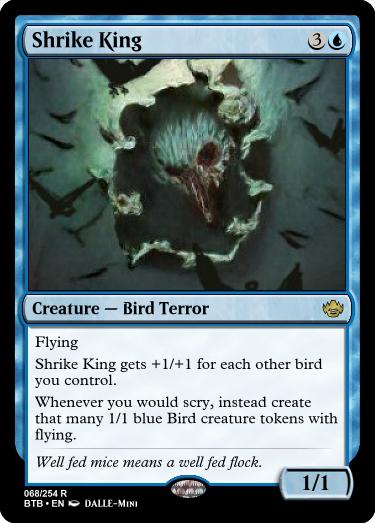 Shrike King
3
Creature — Bird Terror
Flying
Shrike King gets +1/+1 for each other bird
you control.
Whenever you would scry, instead create
that many 1/1 blue Bird creature tokens with
flying.
Well fed mice means a well fed flock.
1/1
068/254 R
BTB • EN DALLE-Mini